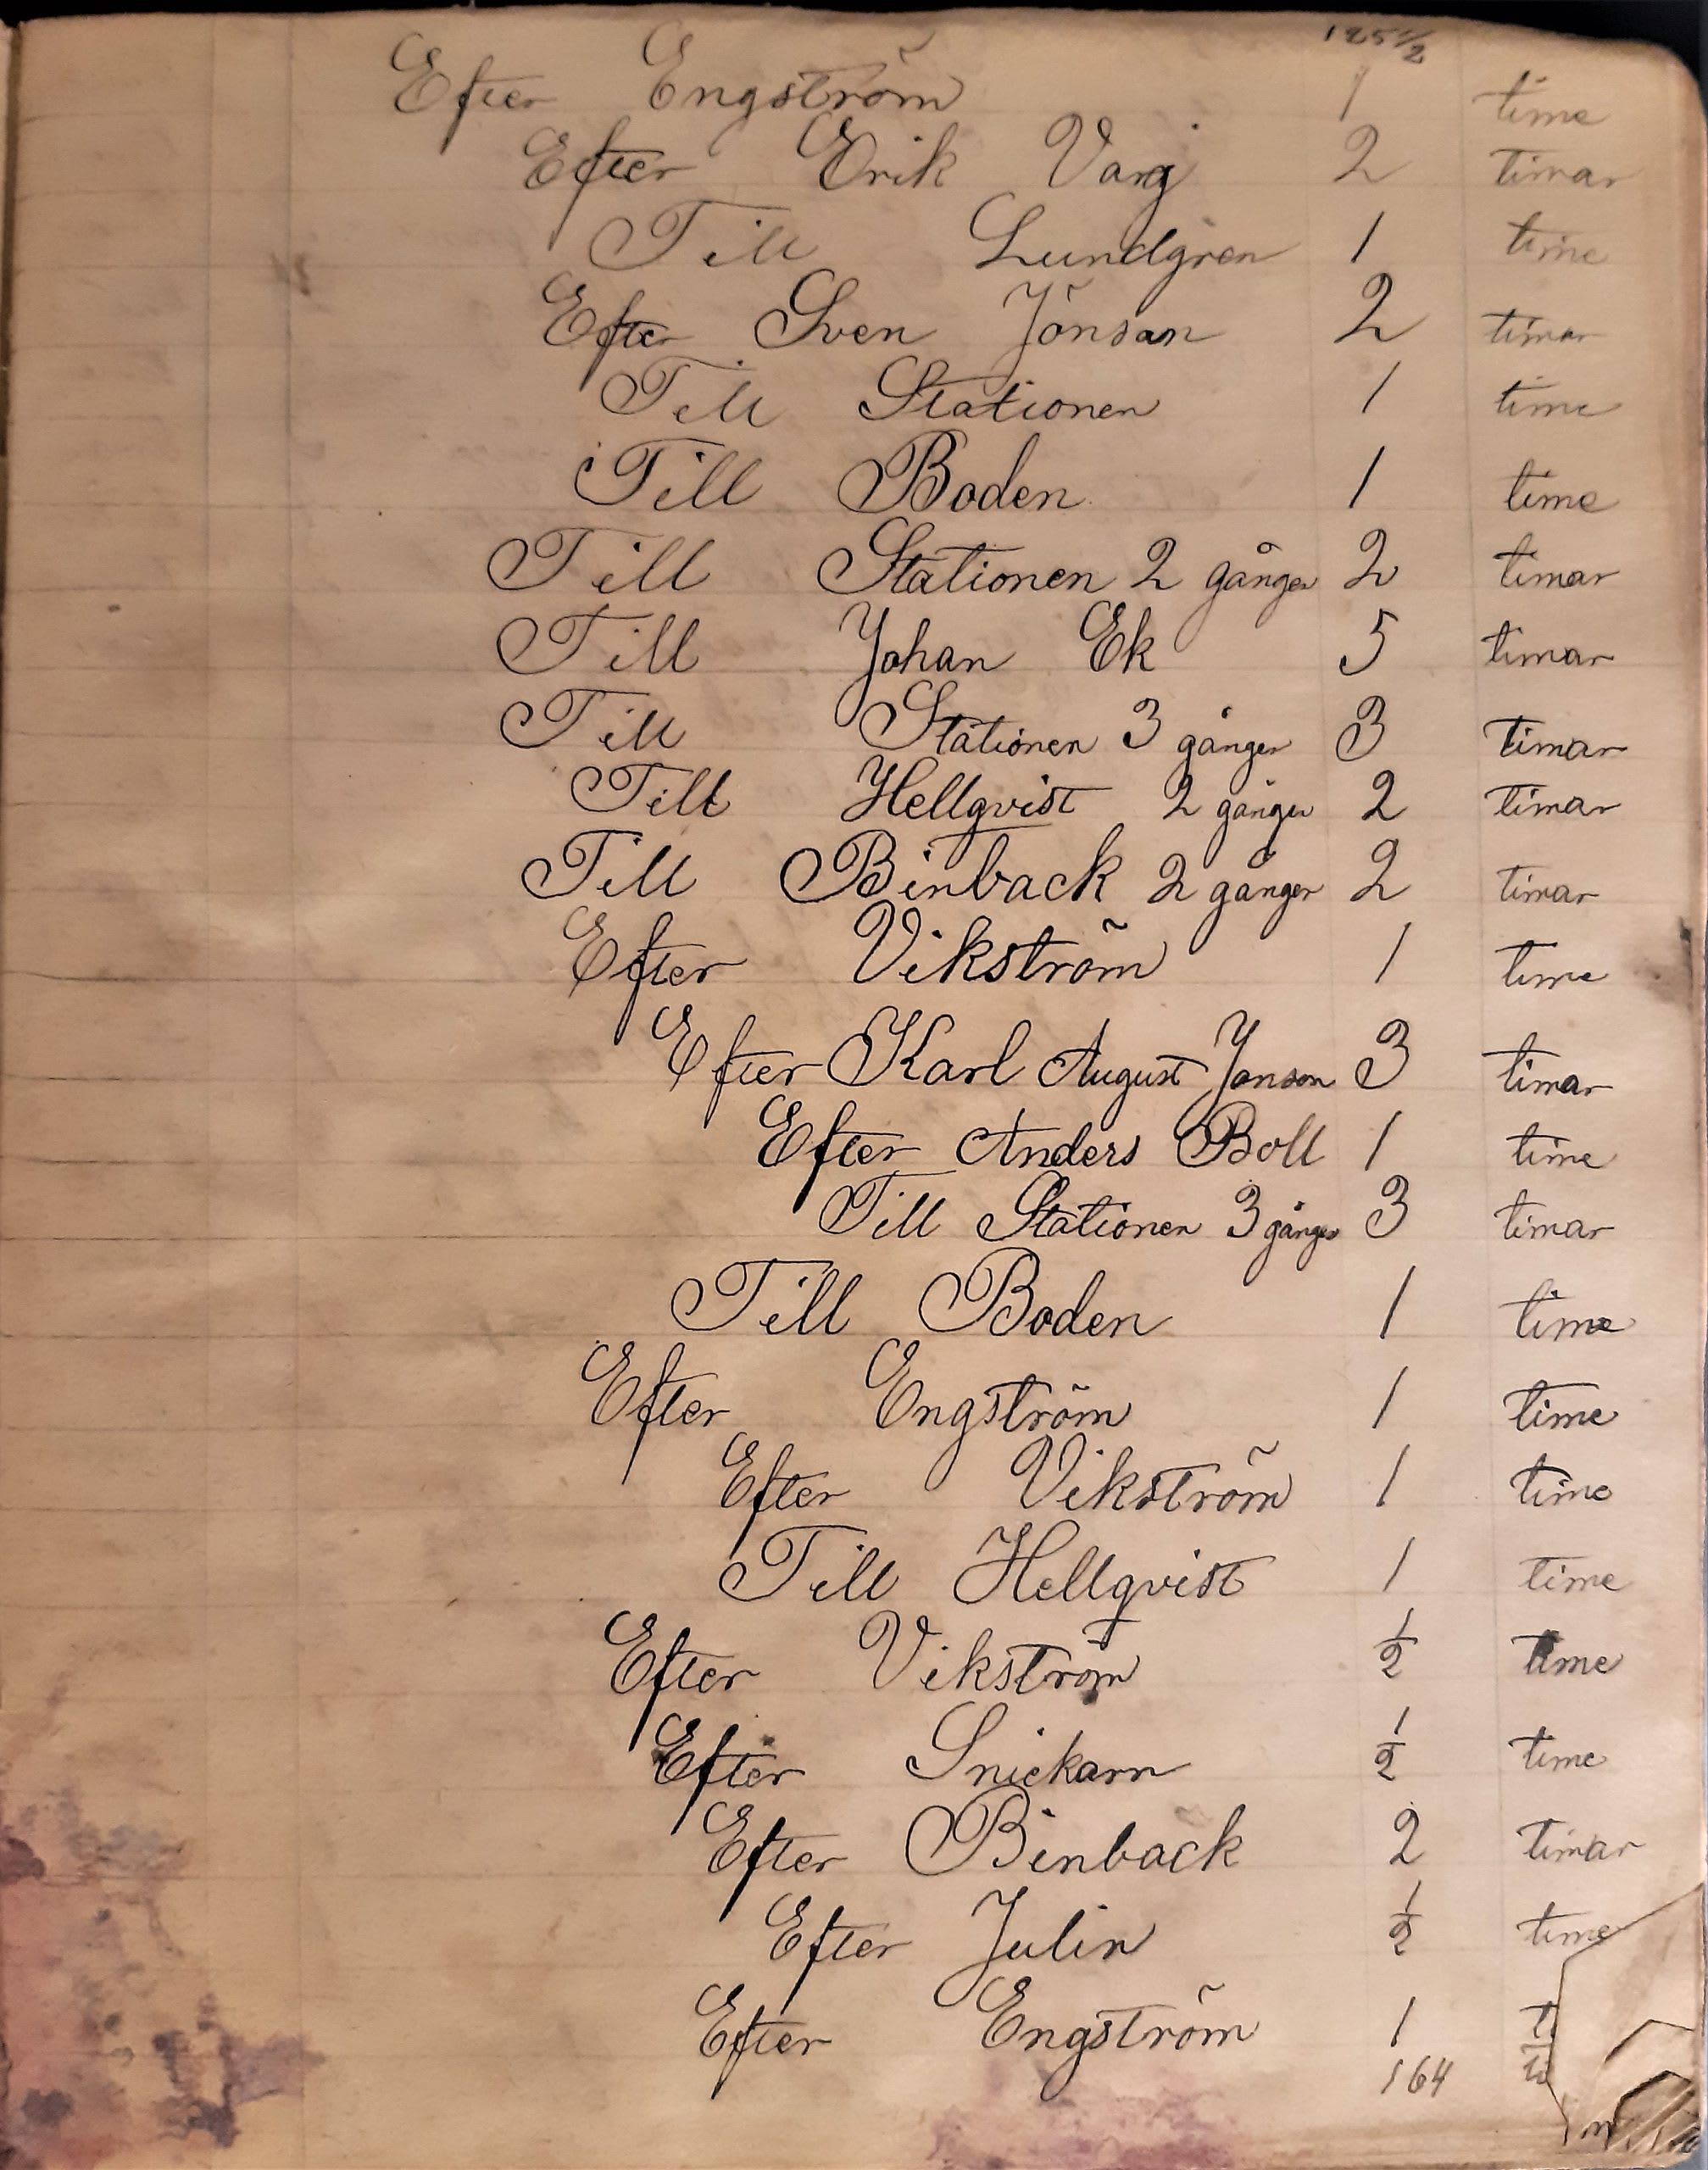 125 1/2
Efter Engström 1 time
Efter Erik Varg 2 timar
Till Lundgren 1 time
Efter Sven Jönsan 2 timar
Till Stationen 1 time
Till Boden 1 time
Till Stationen 2 gånger 2 timar
Till Johan Ek 5 timar
Till Stationen 3 gånger 3 timar
Till Hellqvist 2 gånger 2 timar
Till Binback 2 gånger 2 timar
Efter Vikström 1 time
Efter Karl August Janson 3 timar
Efter Anders Boll 1 time
Till Stationen 3 gånger 3 timar
Till Boden 1 time
Efter Engström 1 time
Efter Vikström 1 time
Till Hellqvist 1 time
Efter Vikström 1/2 time
Efter Snickarn 1/2 time
Efter Binback 2 timar
Efter Julin 1/2 time
Efter Engström 1 ti
164 ti